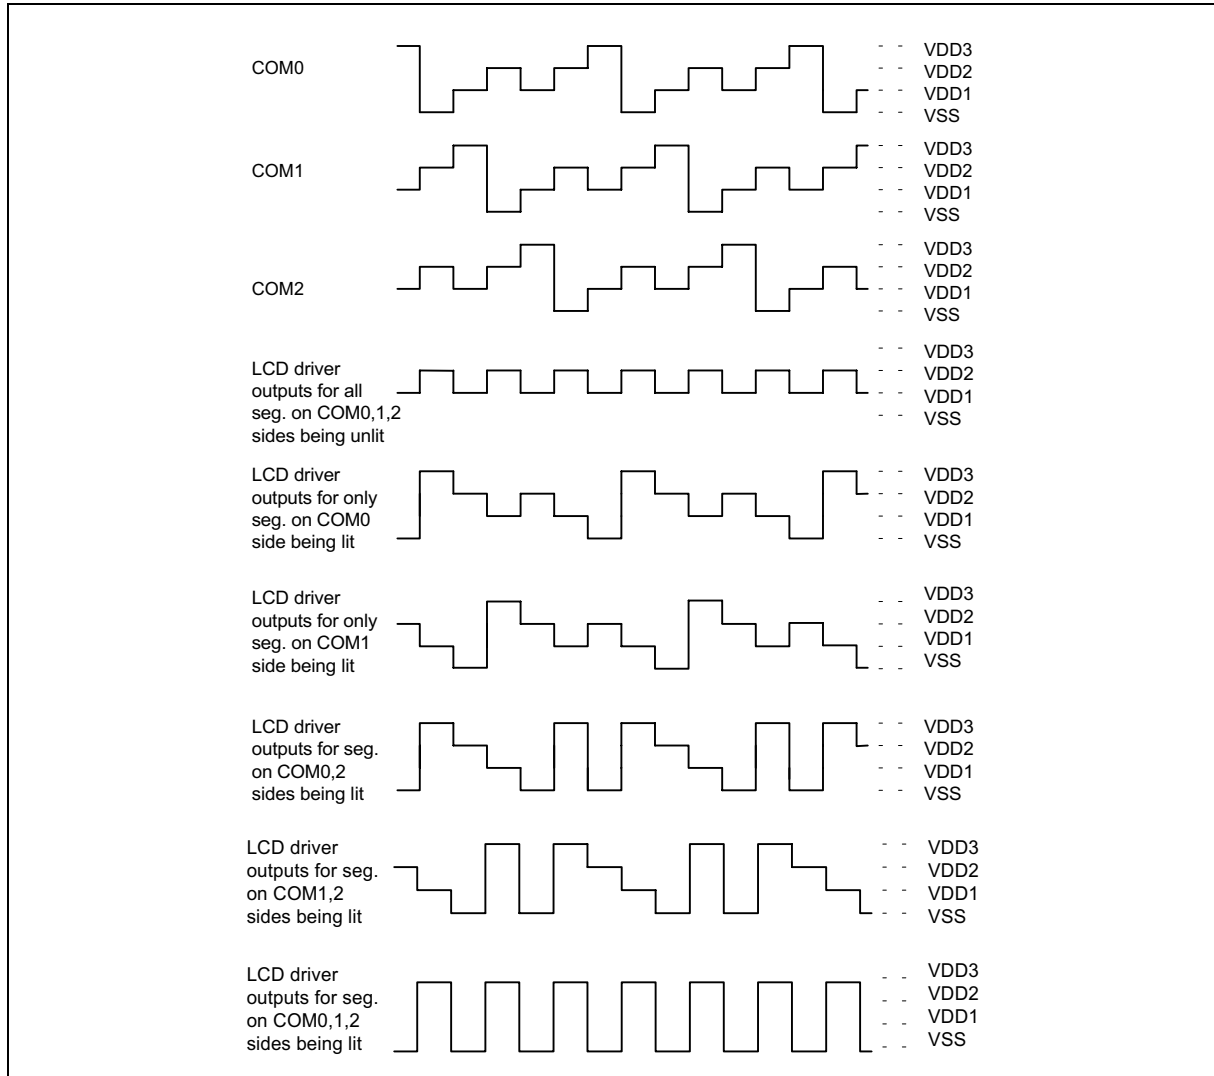 COM0
VDD3
VDD2
VDD1
VSS
COM1
VDD3
VDD2
VDD1
VSS
COM2
VDD3
VDD2
VDD1
VSS
LCD driver
outputs for all
seg. on COM0,1,2
sides being unlit
VDD3
VDD2
VDD1
VSS
LCD driver
outputs for only
seg. on COM0
side being lit
VDD3
VDD2
VDD1
VSS
LCD driver
outputs for only
seg. on COM1
side being lit
VDD3
VDD2
VDD1
VSS
LCD driver
outputs for seg.
on COM0,2
sides being lit
VDD3
VDD2
VDD1
VSS
LCD driver
outputs for seg.
on COM1,2
sides being lit
VDD3
VDD2
VDD1
VSS
LCD driver
outputs for seg.
on COM0,1,2
sides being lit
VDD3
VDD2
VDD1
VSS